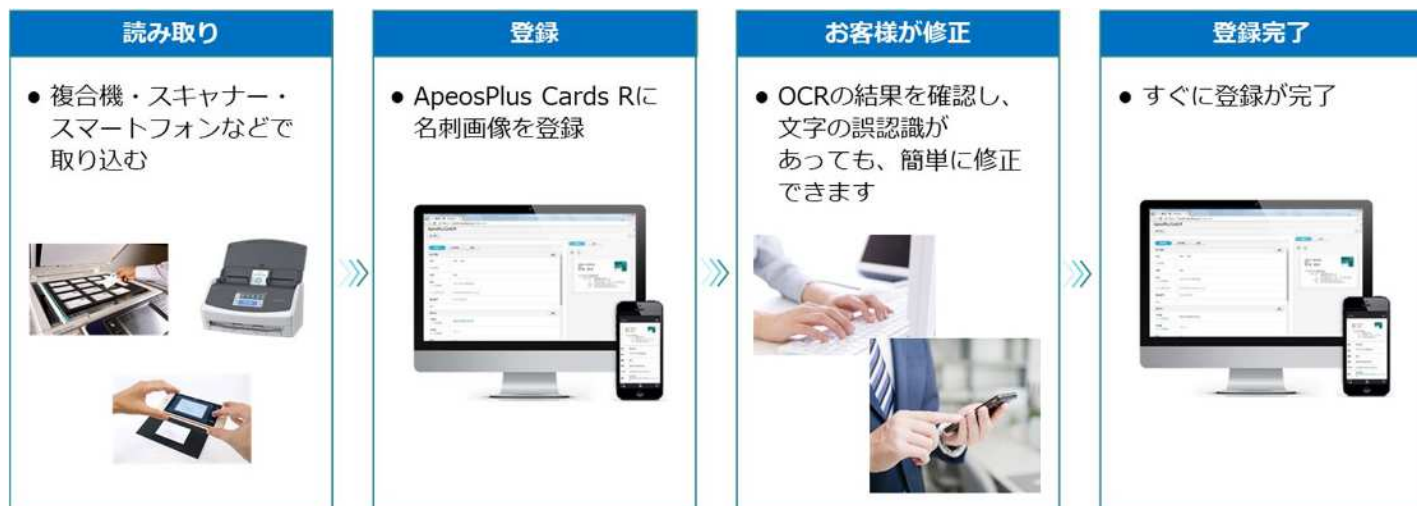 読み取り
● 複合機・スキャナー・
スマートフォンなどで
取り込む
登録
● ApeosPlus Cards Rに
名刺画像を登録
お客様が修正
● OCRの結果を確認し、
文字の誤認識が
あっても、簡単に修正
できます
登録完了
● すぐに登録が完了